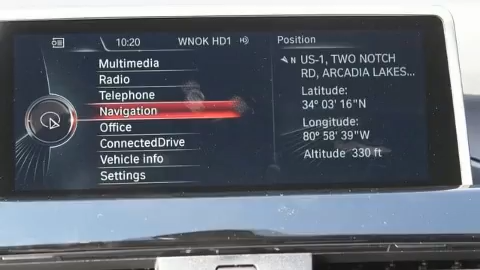 10:20
WNOK HD1
Multimedia
Radio
Telephone
Navigation
Office
ConnectedDrive
Vehicle info
Settings
Position
N US-1, TWO NOTCH
RD, ARCADIA LAKES...
Latitude:
34° 03' 16"N
Longitude:
80° 58' 39"W
Altitude 330 ft